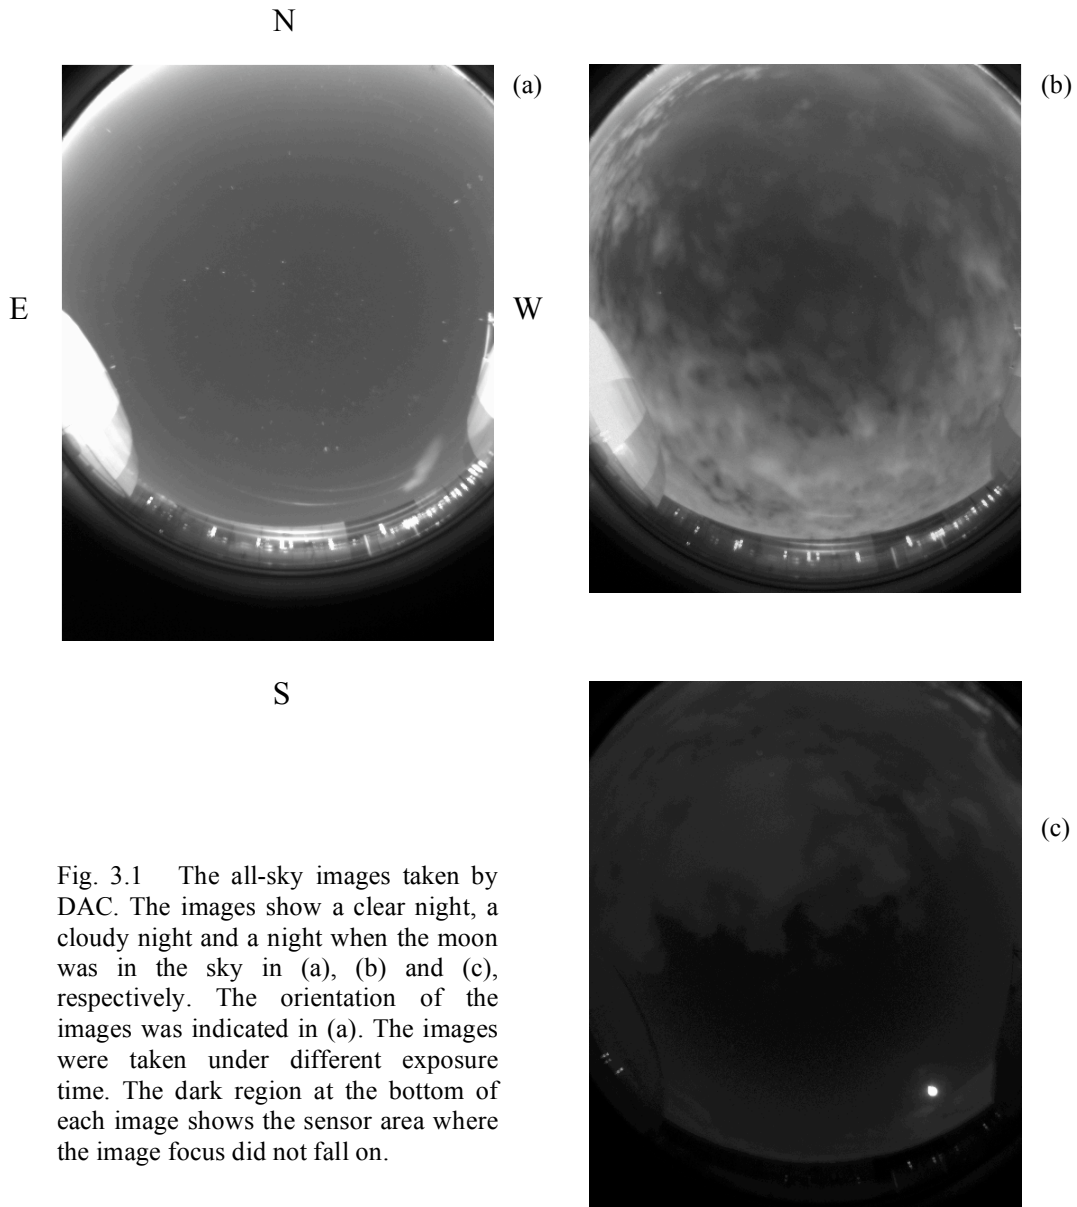 N
(a)
(b)
E
W
S
(c)
Fig. 3.1 The all-sky images taken by
DAC. The images show a clear night, a
cloudy night and a night when the moon
was in the sky in (a), (b) and (c),
respectively. The orientation of the
images was indicated in (a). The images
were taken under different exposure
time. The dark region at the bottom of
each image shows the sensor area where
the image focus did not fall on.